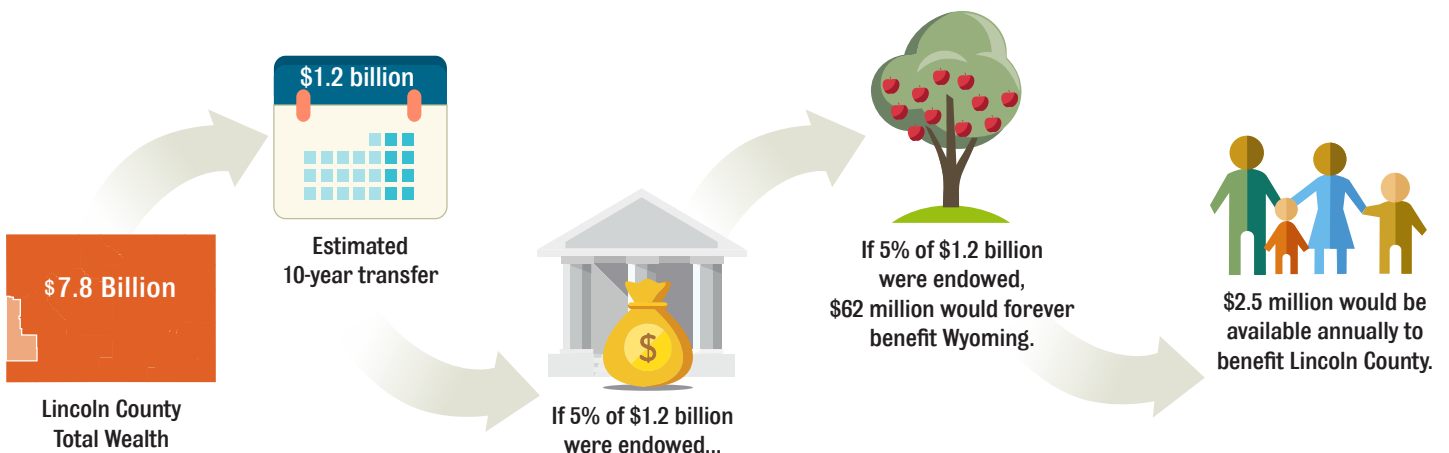 $7.8 Billion
Lincoln County
Total Wealth
$1.2 billion
Estimated
10-year transfer
$
If 5% of $1.2 billion
were endowed...
If 5% of $1.2 billion
were endowed,
$62 million would forever
benefit Wyoming.
$2.5 million would be
available annually to
benefit Lincoln County.